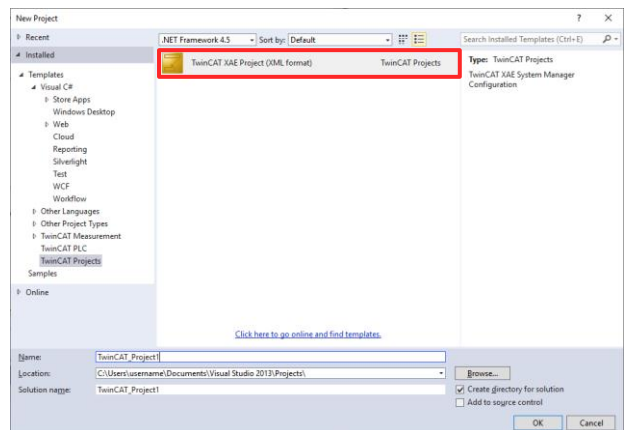 New Project
? ×
Recent
.NET Framework 4.5 Sort by: Default
Search Installed Templates (Ctrl+E)
Installed
Templates
Visual C#
Store Apps
Windows Desktop
Web
Cloud
Reporting
Silverlight
Test
WCF
Workflow
Other Languages
Other Project Types
TwinCAT Measurement
TwinCAT PLC
TwinCAT Projects
Samples
Online
TwinCAT XAE Project (XML format) TwinCAT Projects
Type: TwinCAT Projects
TwinCAT XAE System Manager
Configuration
Click here to go online and find templates.
Name: TwinCAT_Project1
Location: C:\Users\username\Documents\Visual Studio 2013\Projects\ Browse...
Solution name: TwinCAT_Project1
Create directory for solution
Add to source control
OK Cancel